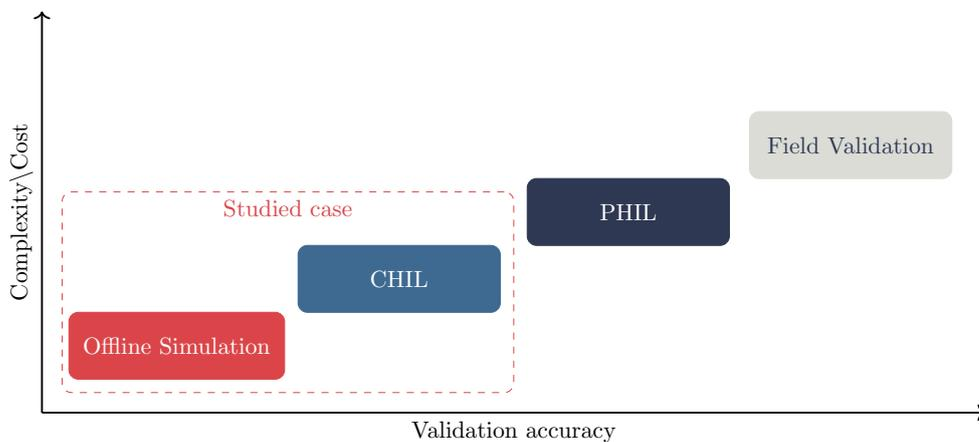 Complexity\Cost
Field Validation
PHIL
Studied case
CHIL
Offline Simulation
Validation accuracy